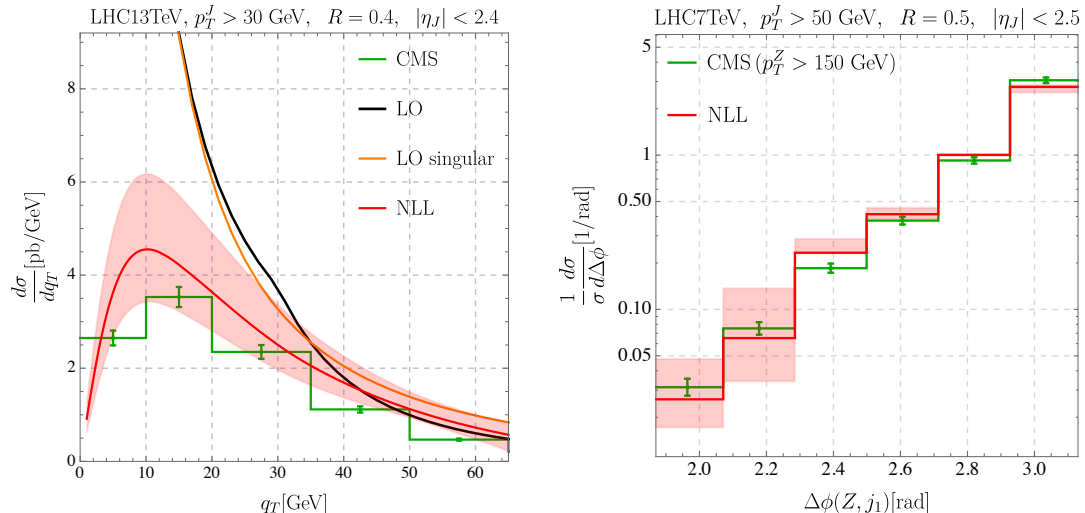 LHC13TeV, p_T^J > 30 GeV, R = 0.4, |η_J| < 2.4
CMS
LO
LO singular
NLL
dσ/dq_T [pb/GeV]
8
6
4
2
0
0 10 20 30 40 50 60
q_T[GeV]
LHC7TeV, p_T^J > 50 GeV, R = 0.5, |η_J| < 2.5
CMS (p_T^Z > 150 GeV)
NLL
1/σ dσ/dΔϕ [1/rad]
5
1
0.50
0.10
0.05
2.0 2.2 2.4 2.6 2.8 3.0
Δϕ(Z, j_1)[rad]